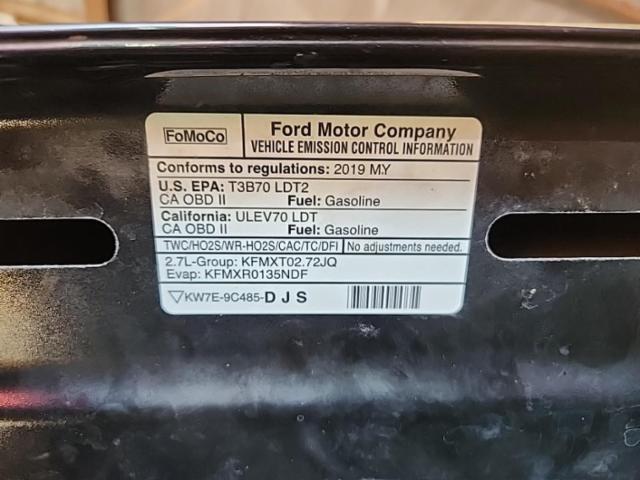 FoMoCo
Ford Motor Company
VEHICLE EMISSION CONTROL INFORMATION
Conforms to regulations: 2019 MY
U.S. EPA: T3B70 LDT2
CA OBD II Fuel: Gasoline
California: ULEV70 LDT
CA OBD II Fuel: Gasoline
TWC/HO2S/WR-HO2S/CAC/TC/DFI No adjustments needed.
2.7L-Group: KFMXT02.72JQ
Evap: KFMXR0135NDF
KW7E-9C485-D J S